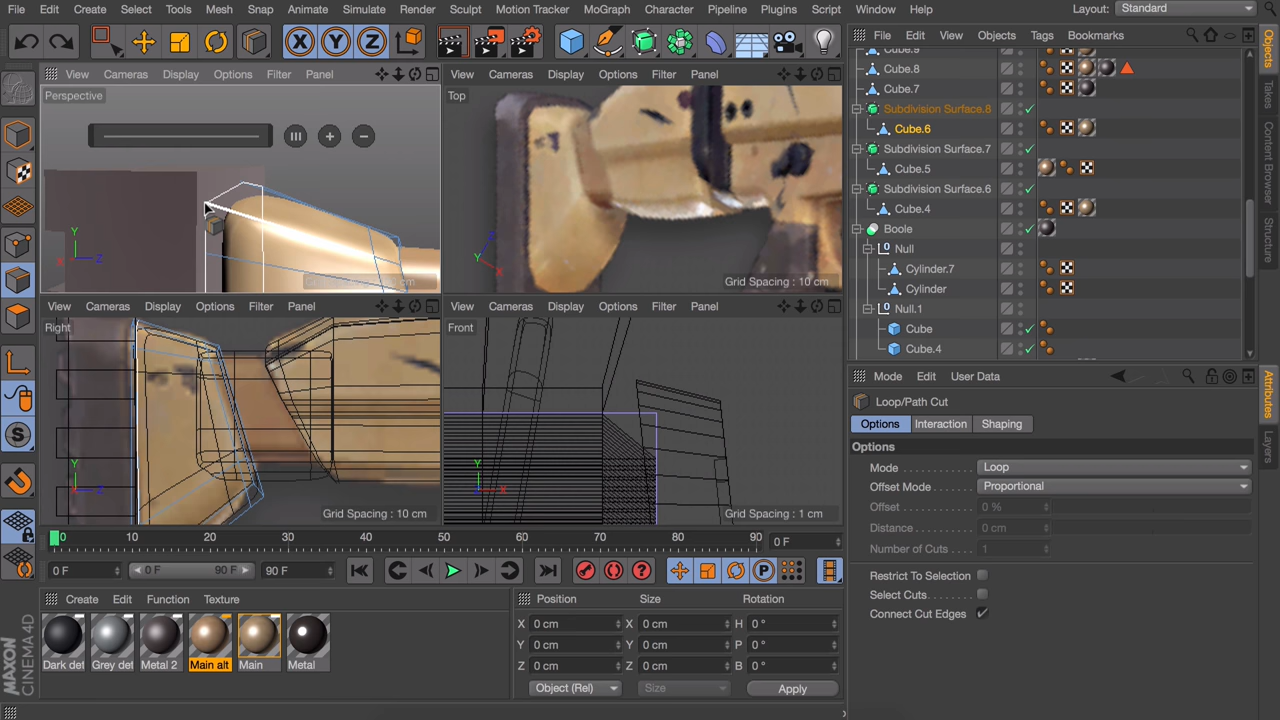 File Edit Create Select Tools Mesh Snap Animate Simulate Render Sculpt Motion Tracker MoGraph Character Pipeline Plugins Script Window Help Layout: Standard
View Cameras Display Options Filter Panel
Perspective
View Cameras Display Options Filter Panel
Top
Grid Spacing : 10 cm
View Cameras Display Options Filter Panel
Right
Grid Spacing : 10 cm
View Cameras Display Options Filter Panel
Front
Grid Spacing : 1 cm
File Edit View Objects Tags Bookmarks
Cube.9
Cube.8
Cube.7
Subdivision Surface.8
Cube.6
Subdivision Surface.7
Cube.5
Subdivision Surface.6
Cube.4
Boole
Null
Cylinder.7
Cylinder
Null.1
Cube
Cube.4
Objects
Takes
Content Browser
Structure
Mode Edit User Data
Loop/Path Cut
Options Interaction Shaping
Options
Mode Loop
Offset Mode Proportional
Offset 0 %
Distance 0 cm
Number of Cuts 1
Restrict To Selection
Select Cuts
Connect Cut Edges
Attributes
Layers
0 10 20 30 40 50 60 70 80 90 0 F
0 F 0 F 90 F 90 F
Create Edit Function Texture
Dark det Grey det Metal 2 Main alt Main Metal
Position Size Rotation
X 0 cm X 0 cm H 0 °
Y 0 cm Y 0 cm P 0 °
Z 0 cm Z 0 cm B 0 °
Object (Rel) Size Apply
MAXON
CINEMA 4D